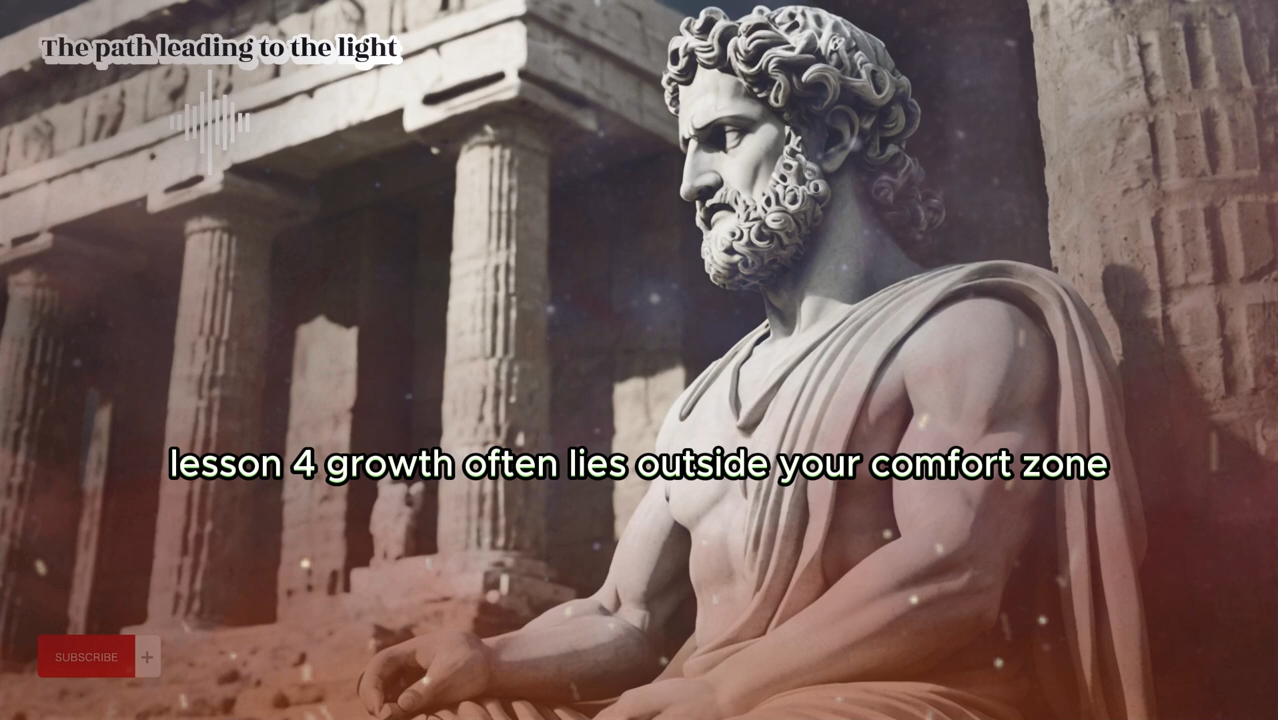 The path leading to the light
lesson 4 growth often lies outside your comfort zone
SUBSCRIBE +